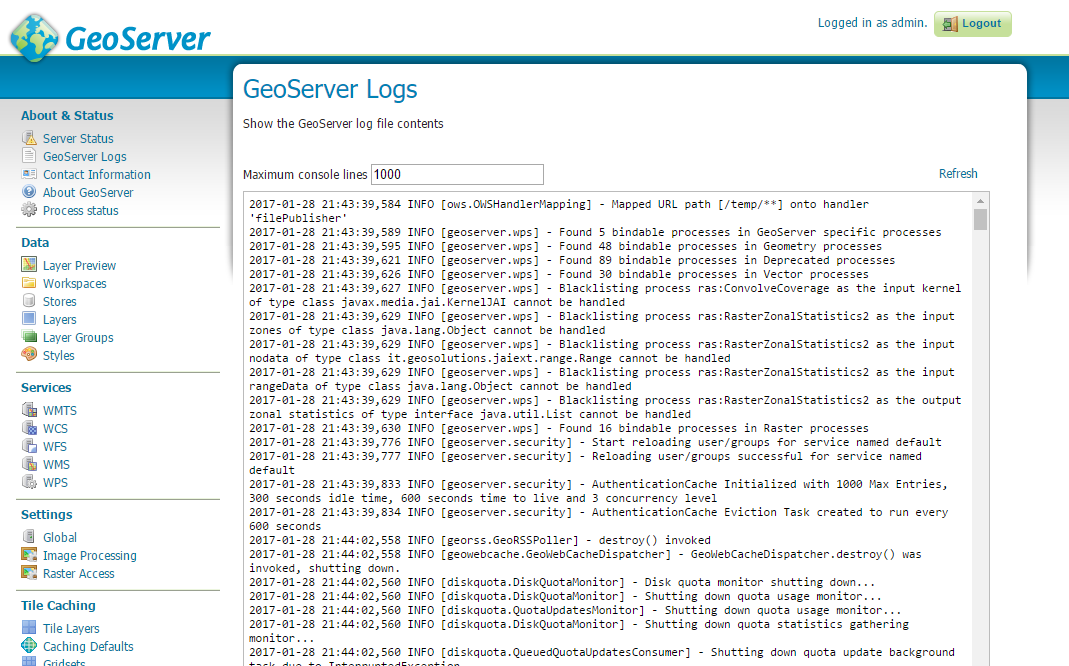 GeoServer
Logged in as admin.
Logout
About & Status
Server Status
GeoServer Logs
Contact Information
About GeoServer
Process status
Data
Layer Preview
Workspaces
Stores
Layers
Layer Groups
Styles
Services
WMTS
WCS
WFS
WMS
WPS
Settings
Global
Image Processing
Raster Access
Tile Caching
Tile Layers
Caching Defaults
Gridsets
GeoServer Logs
Show the GeoServer log file contents
Maximum console lines 1000
Refresh
2017-01-28 21:43:39,584 INFO [ows.OWSHandlerMapping] - Mapped URL path [/temp/**] onto handler
'filePublisher'
2017-01-28 21:43:39,589 INFO [geoserver.wps] - Found 5 bindable processes in GeoServer specific processes
2017-01-28 21:43:39,595 INFO [geoserver.wps] - Found 48 bindable processes in Geometry processes
2017-01-28 21:43:39,621 INFO [geoserver.wps] - Found 89 bindable processes in Deprecated processes
2017-01-28 21:43:39,626 INFO [geoserver.wps] - Found 30 bindable processes in Vector processes
2017-01-28 21:43:39,627 INFO [geoserver.wps] - Blacklisting process ras:ConvolveCoverage as the input kernel
of type class javax.media.jai.KernelJAI cannot be handled
2017-01-28 21:43:39,629 INFO [geoserver.wps] - Blacklisting process ras:RasterZonalStatistics2 as the input
zones of type class java.lang.Object cannot be handled
2017-01-28 21:43:39,629 INFO [geoserver.wps] - Blacklisting process ras:RasterZonalStatistics2 as the input
nodata of type class it.geosolutions.jaiext.range.Range cannot be handled
2017-01-28 21:43:39,629 INFO [geoserver.wps] - Blacklisting process ras:RasterZonalStatistics2 as the input
rangeData of type class java.lang.Object cannot be handled
2017-01-28 21:43:39,629 INFO [geoserver.wps] - Blacklisting process ras:RasterZonalStatistics2 as the output
zonal statistics of type interface java.util.List cannot be handled
2017-01-28 21:43:39,630 INFO [geoserver.wps] - Found 16 bindable processes in Raster processes
2017-01-28 21:43:39,776 INFO [geoserver.security] - Start reloading user/groups for service named default
2017-01-28 21:43:39,777 INFO [geoserver.security] - Reloading user/groups successful for service named
default
2017-01-28 21:43:39,833 INFO [geoserver.security] - AuthenticationCache Initialized with 1000 Max Entries,
300 seconds idle time, 600 seconds time to live and 3 concurrency level
2017-01-28 21:43:39,834 INFO [geoserver.security] - AuthenticationCache Eviction Task created to run every
600 seconds
2017-01-28 21:44:02,558 INFO [georss.GeoRSSPoller] - destroy() invoked
2017-01-28 21:44:02,558 INFO [geowebcache.GeoWebCacheDispatcher] - GeoWebCacheDispatcher.destroy() was
invoked, shutting down.
2017-01-28 21:44:02,560 INFO [diskquota.DiskQuotaMonitor] - Disk quota monitor shutting down...
2017-01-28 21:44:02,560 INFO [diskquota.DiskQuotaMonitor] - Shutting down quota usage monitor...
2017-01-28 21:44:02,560 INFO [diskquota.QuotaUpdatesMonitor] - Shutting down quota usage monitor...
2017-01-28 21:44:02,560 INFO [diskquota.DiskQuotaMonitor] - Shutting down quota statistics gathering
monitor...
2017-01-28 21:44:02,560 INFO [diskquota.QueuedQuotaUpdatesConsumer] - Shutting down quota update background
task due to InterruptedException